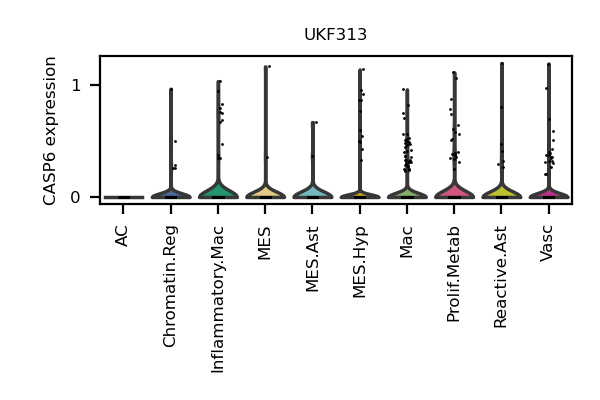 UKF313
CASP6 expression
1
0
AC
Chromatin.Reg
Inflammatory.Mac
MES
MES.Ast
MES.Hyp
Mac
Prolif.Metab
Reactive.Ast
Vasc